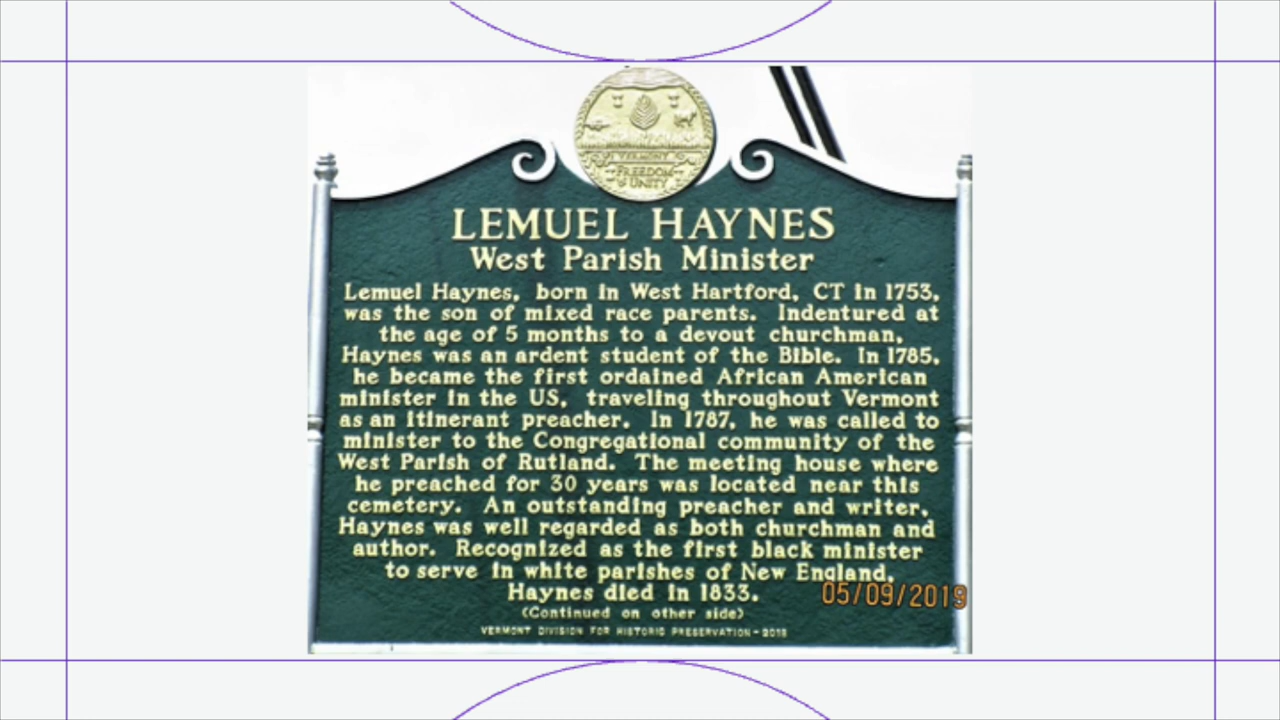 VERMONT
FREEDOM
& UNITY
LEMUEL HAYNES
West Parish Minister
Lemuel Haynes, born in West Hartford, CT in 1753,
was the son of mixed race parents. Indentured at
the age of 5 months to a devout churchman,
Haynes was an ardent student of the Bible. In 1785,
he became the first ordained African American
minister in the US, traveling throughout Vermont
as an itinerant preacher. In 1787, he was called to
minister to the Congregational community of the
West Parish of Rutland. The meeting house where
he preached for 30 years was located near this
cemetery. An outstanding preacher and writer,
Haynes was well regarded as both churchman and
author. Recognized as the first black minister
to serve in white parishes of New England,
Haynes died in 1833.
05/09/2019
(Continued on other side)
VERMONT DIVISION FOR HISTORIC PRESERVATION-2018